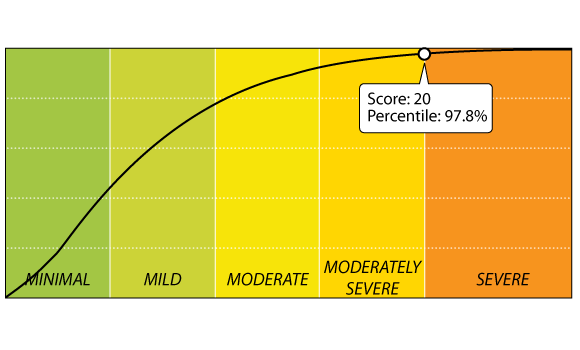 Score: 20
Percentile: 97.8%
MINIMAL
MILD
MODERATE
MODERATELY
SEVERE
SEVERE